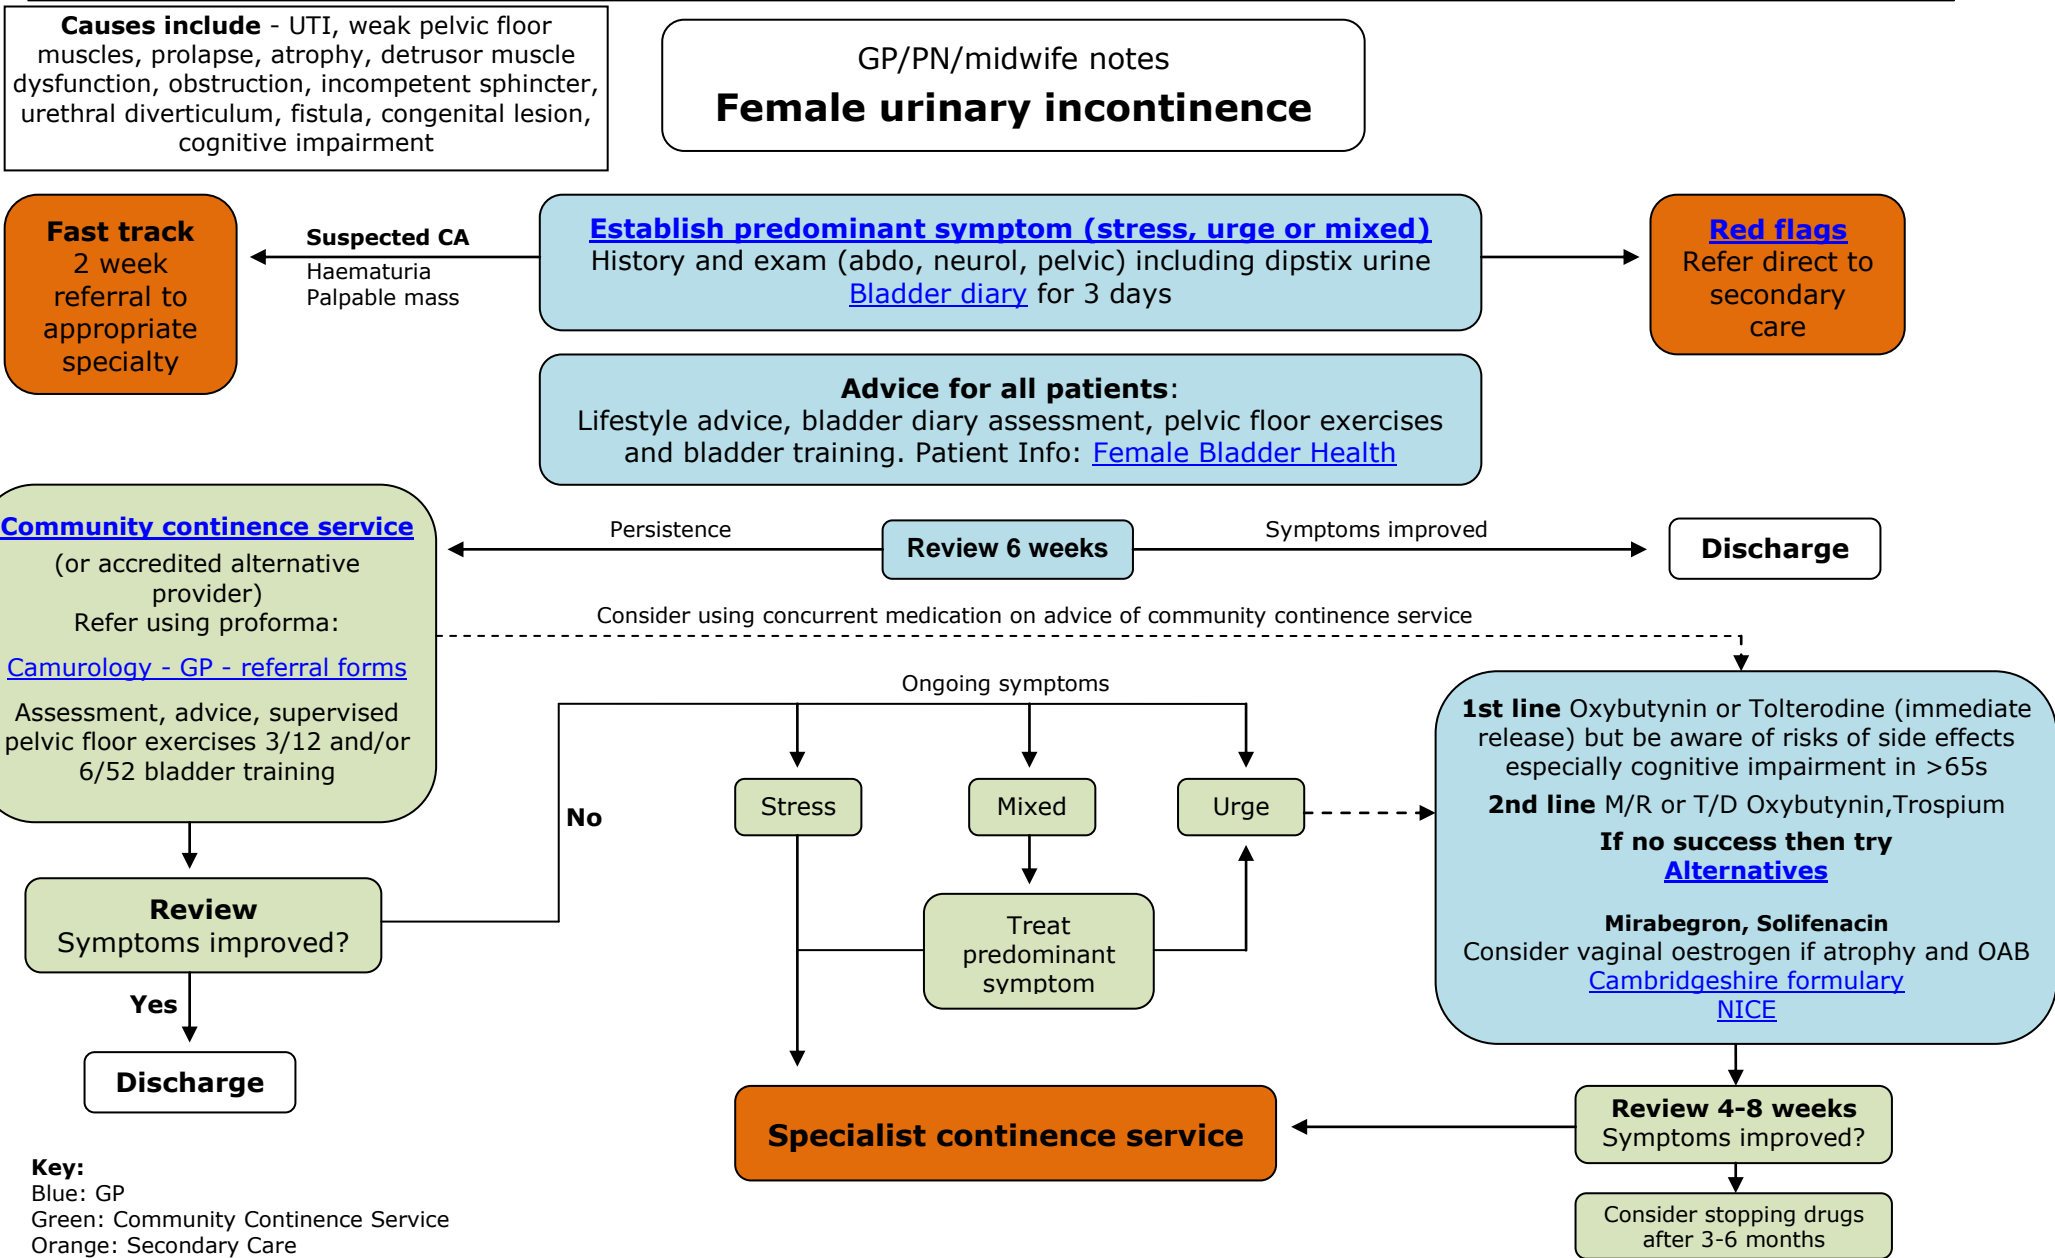 Causes include - UTI, weak pelvic floor
muscles, prolapse, atrophy, detrusor muscle
dysfunction, obstruction, incompetent sphincter,
urethral diverticulum, fistula, congenital lesion,
cognitive impairment
GP/PN/midwife notes
Female urinary incontinence
Fast track
2 week
referral to
appropriate
specialty
Suspected CA
Haematuria
Palpable mass
Establish predominant symptom (stress, urge or mixed)
History and exam (abdo, neurol, pelvic) including dipstix urine
Bladder diary for 3 days
Red flags
Refer direct to
secondary
care
Advice for all patients:
Lifestyle advice, bladder diary assessment, pelvic floor exercises
and bladder training. Patient Info: Female Bladder Health
Community continence service
(or accredited alternative
provider)
Refer using proforma:
Camurology - GP - referral forms
Assessment, advice, supervised
pelvic floor exercises 3/12 and/or
6/52 bladder training
Persistence
Review 6 weeks
Symptoms improved
Discharge
Consider using concurrent medication on advice of community continence service
Ongoing symptoms
No
Stress
Mixed
Urge
Treat
predominant
symptom
1st line Oxybutynin or Tolterodine (immediate
release) but be aware of risks of side effects
especially cognitive impairment in >65s
2nd line M/R or T/D Oxybutynin,Trospium
If no success then try
Alternatives
Mirabegron, Solifenacin
Consider vaginal oestrogen if atrophy and OAB
Cambridgeshire formulary
NICE
Review
Symptoms improved?
Yes
Discharge
Specialist continence service
Review 4-8 weeks
Symptoms improved?
Consider stopping drugs
after 3-6 months
Key:
Blue: GP
Green: Community Continence Service
Orange: Secondary Care